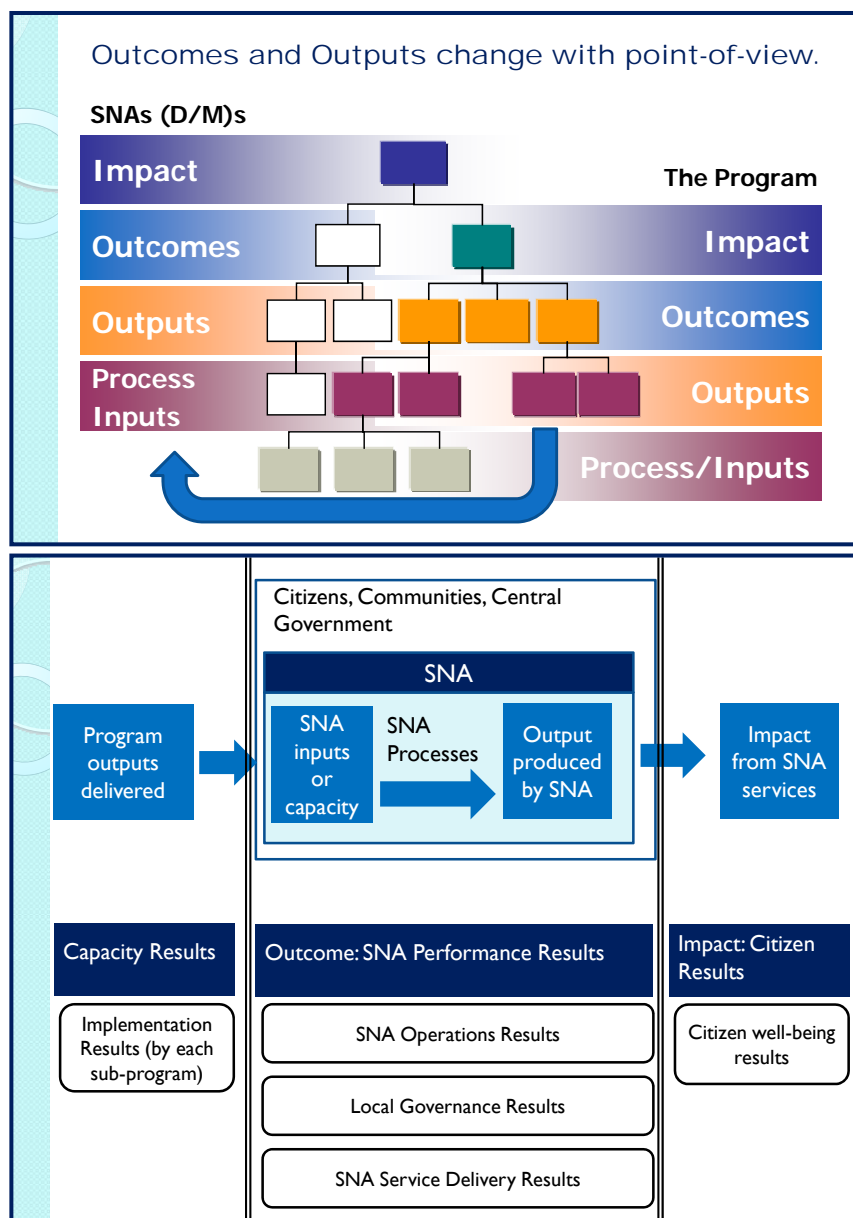 Outcomes and Outputs change with point-of-view.
SNAs (D/M)s
Impact
The Program
Outcomes
Impact
Outputs
Outcomes
Process
Inputs
Outputs
Process/Inputs
Citizens, Communities, Central
Government
SNA
Program
outputs
delivered
SNA
inputs
or
capacity
SNA
Processes
Output
produced
by SNA
Impact
from SNA
services
Capacity Results
Outcome: SNA Performance Results
Impact: Citizen
Results
Implementation
Results (by each
sub-program)
SNA Operations Results
Local Governance Results
SNA Service Delivery Results
Citizen well-being
results